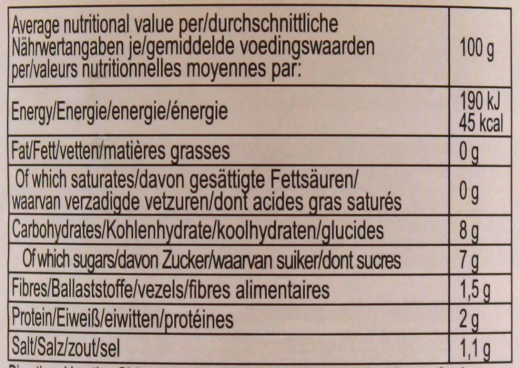 Average nutritional value per/durchschnittliche
Nährwertangaben je/gemiddelde voedingswaarden
per/valeurs nutritionnelles moyennes par:
100 g
Energy/Energie/energie/énergie
190 kJ
45 kcal
Fat/Fett/vetten/matières grasses
0 g
Of which saturates/davon gesättigte Fettsäuren/
waarvan verzadigde vetzuren/dont acides gras saturés
0 g
Carbohydrates/Kohlenhydrate/koolhydraten/glucides
8 g
Of which sugars/davon Zucker/waarvan suiker/dont sucres
7 g
Fibres/Ballaststoffe/vezels/fibres alimentaires
1,5 g
Protein/Eiweiß/eiwitten/protéines
2 g
Salt/Salz/zout/sel
1,1 g